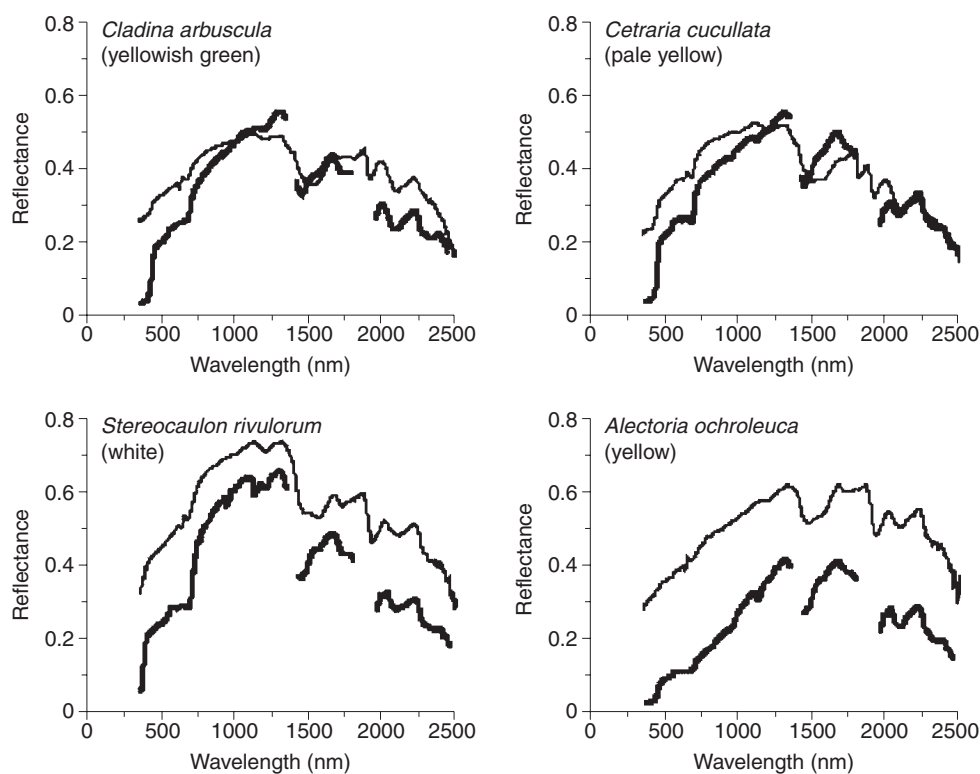 Cladina arbuscula
(yellowish green)
0.8
0.6
0.4
0.2
0
Reflectance
0 500 1000 1500 2000 2500
Wavelength (nm)
Cetraria cucullata
(pale yellow)
0.8
0.6
0.4
0.2
0
Reflectance
0 500 1000 1500 2000 2500
Wavelength (nm)
Stereocaulon rivulorum
(white)
0.8
0.6
0.4
0.2
0
Reflectance
0 500 1000 1500 2000 2500
Wavelength (nm)
Alectoria ochroleuca
(yellow)
0.8
0.6
0.4
0.2
0
Reflectance
0 500 1000 1500 2000 2500
Wavelength (nm)